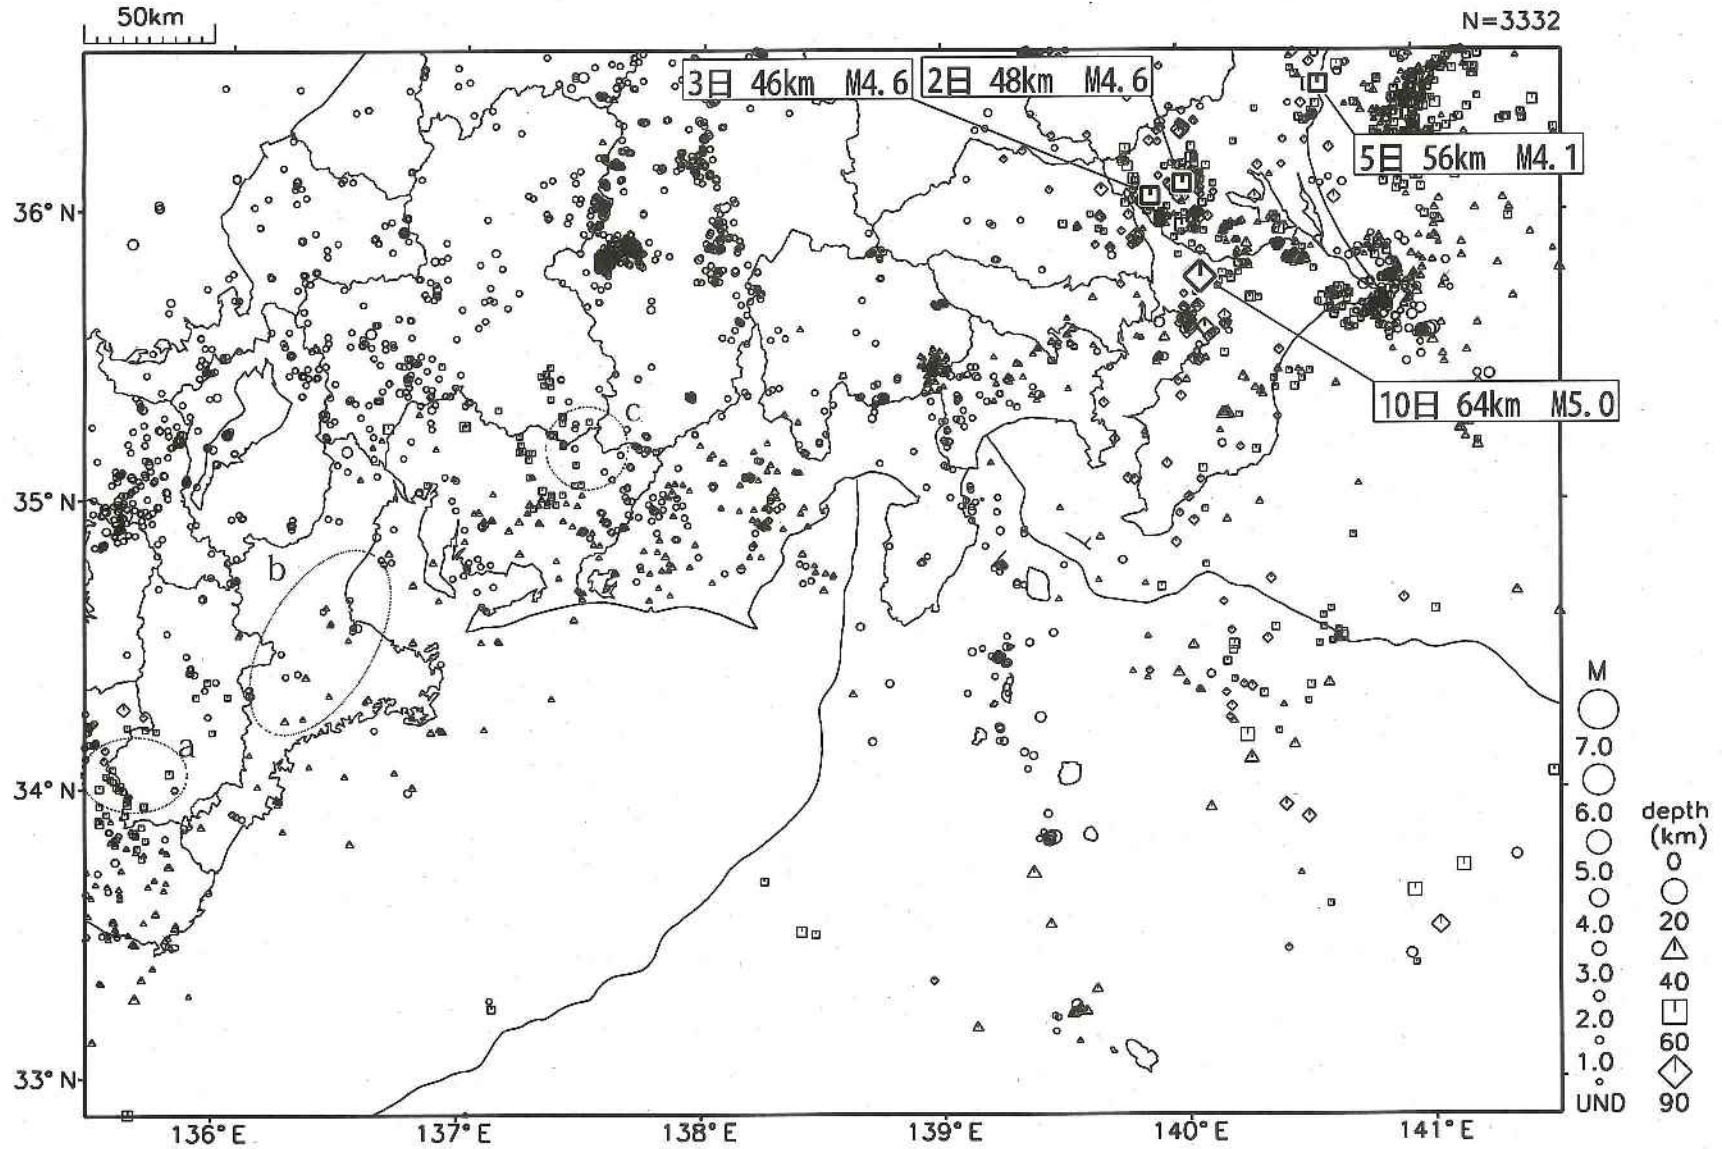 50km
N=3332
3日 46km M4.6
2日 48km M4.6
5日 56km M4.1
36°N
10日 64km M5.0
c
35°N
b
a
34°N
33°N
136°E
137°E
138°E
139°E
140°E
141°E
M
7.0
6.0
5.0
4.0
3.0
2.0
1.0
UND
depth
(km)
0
20
40
60
90